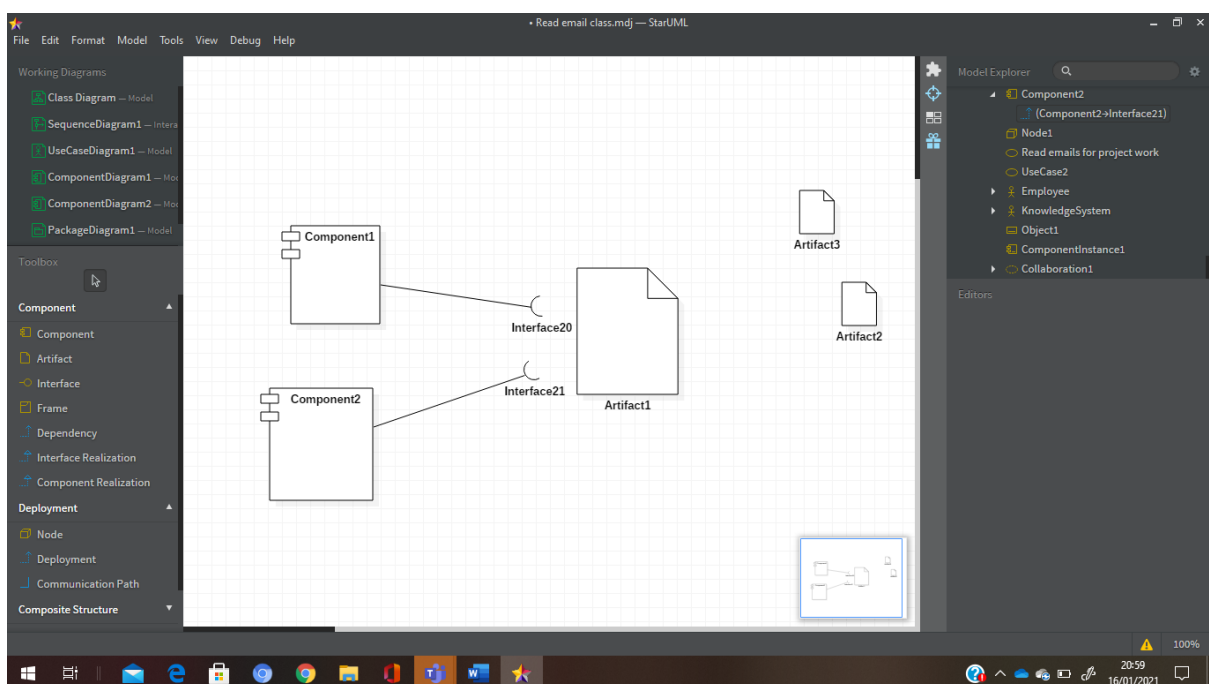 • Read email class.mdj — StarUML
File Edit Format Model Tools View Debug Help
Working Diagrams
Class Diagram — Model
SequenceDiagram1 — Intera
UseCaseDiagram1 — Model
ComponentDiagram1 — Mod
ComponentDiagram2 — Mod
PackageDiagram1 — Model
Toolbox
Component
Component
Artifact
Interface
Frame
Dependency
Interface Realization
Component Realization
Deployment
Node
Deployment
Communication Path
Composite Structure
Component1
Component2
Interface20
Interface21
Artifact1
Artifact3
Artifact2
Model Explorer
Component2
(Component2→Interface21)
Node1
Read emails for project work
UseCase2
Employee
KnowledgeSystem
Object1
ComponentInstance1
Collaboration1
Editors
100%
20:59
16/01/2021